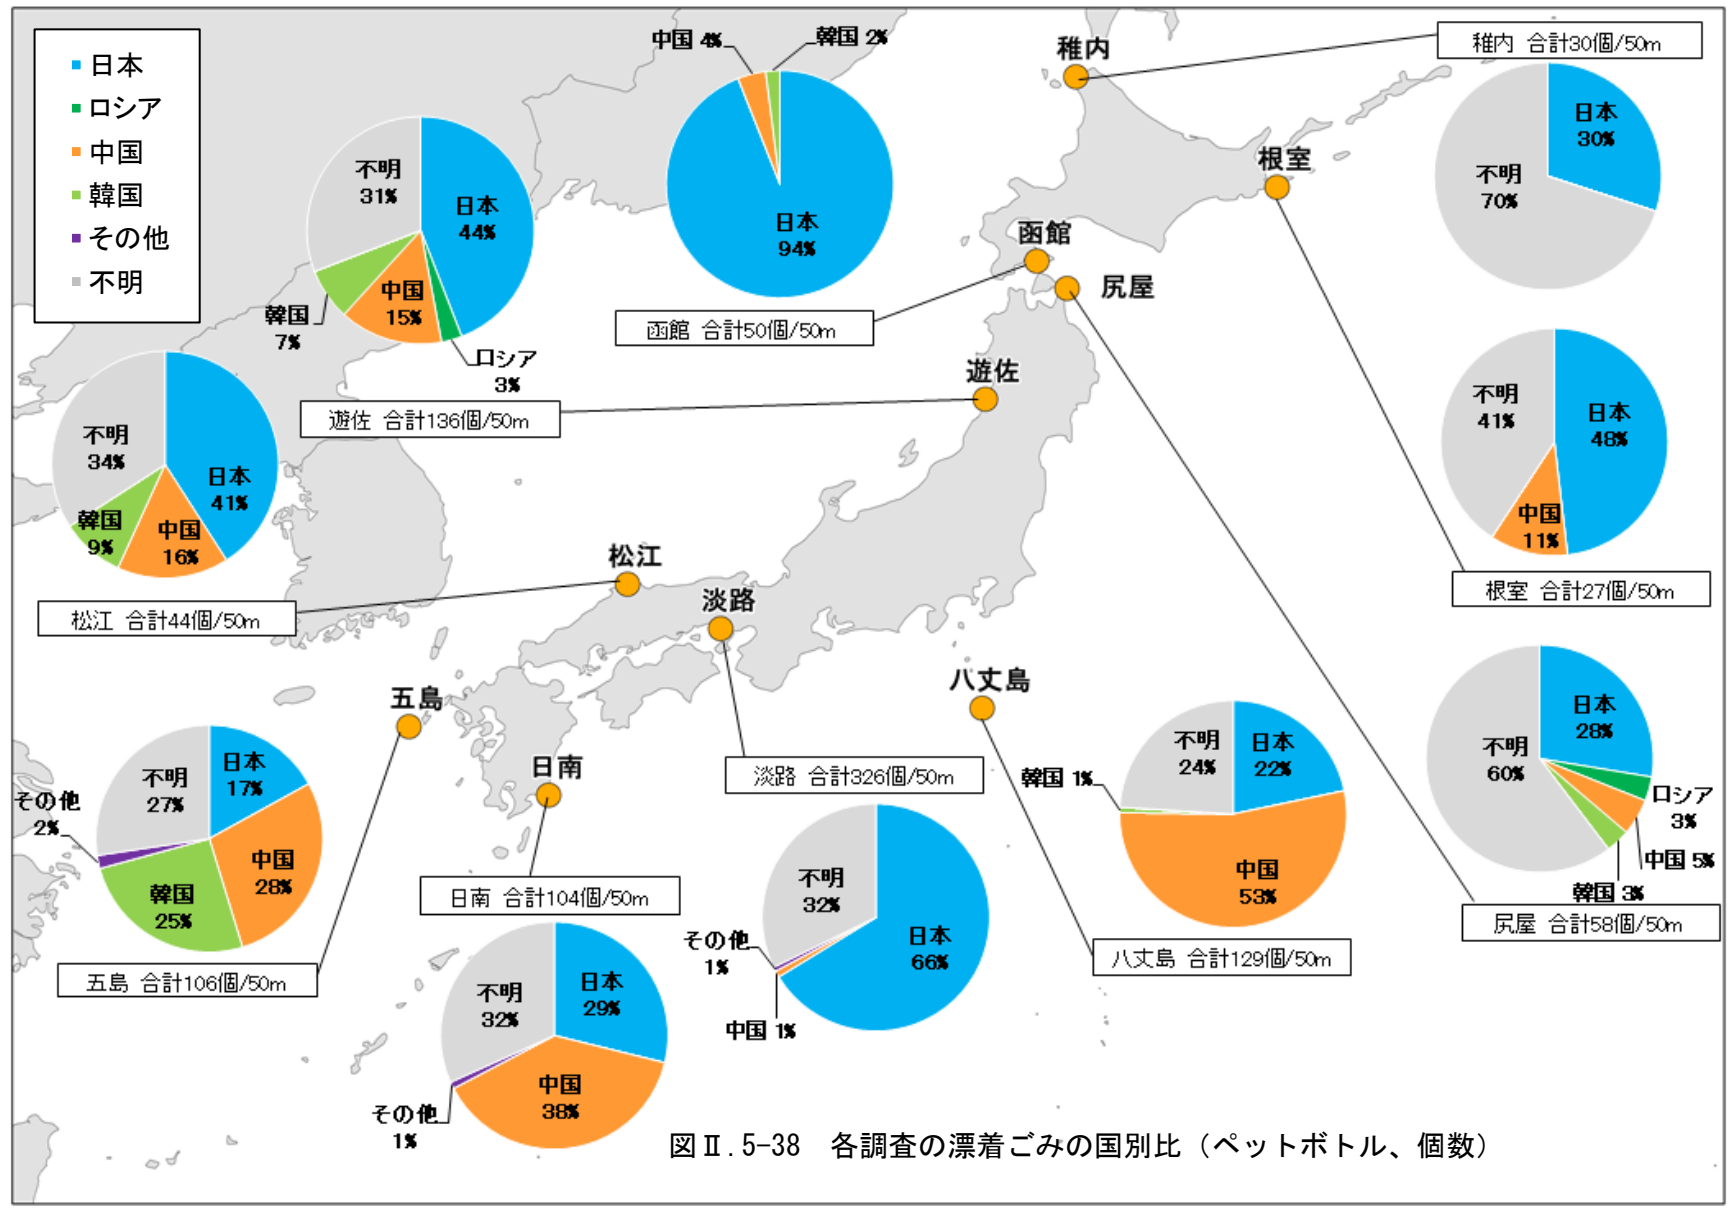 日本
ロシア
中国
韓国
その他
不明
中国 4%
韓国 2%
日本
94%
函館 合計50個/50m
不明
31%
日本
44%
中国
15%
韓国
7%
ロシア
3%
遊佐 合計136個/50m
不明
34%
日本
41%
韓国
9%
中国
16%
松江 合計44個/50m
稚内
根室
函館
尻屋
遊佐
松江
淡路
五島
日南
八丈島
稚内 合計30個/50m
日本
30%
不明
70%
不明
41%
日本
48%
中国
11%
根室 合計27個/50m
日本
28%
不明
60%
ロシア
3%
中国 5%
韓国 3%
尻屋 合計58個/50m
不明
24%
日本
22%
韓国 1%
中国
53%
八丈島 合計129個/50m
淡路 合計326個/50m
不明
32%
日本
66%
その他
1%
中国 1%
不明
27%
日本
17%
その他
2%
中国
28%
韓国
25%
五島 合計106個/50m
日南 合計104個/50m
不明
32%
日本
29%
中国
38%
その他
1%
図Ⅱ.5-38 各調査の漂着ごみの国別比（ペットボトル、個数）